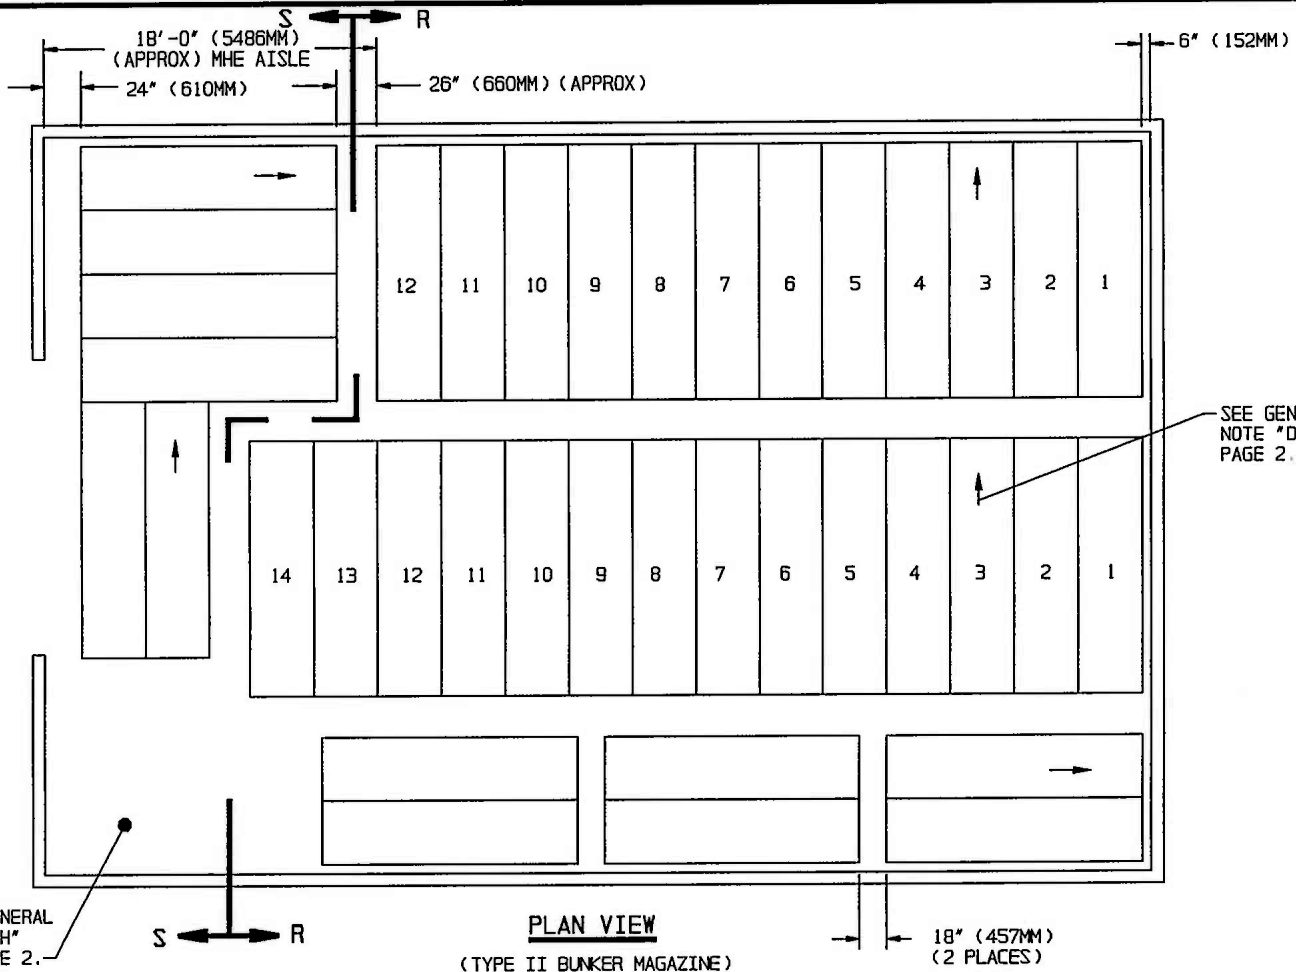 S R
18'-0" (5486MM)
(APPROX) MHE AISLE
6" (152MM)
24" (610MM)
26" (660MM) (APPROX)
12 11 10 9 8 7 6 5 4 3 2 1
SEE GEN
NOTE "D
PAGE 2.
14 13 12 11 10 9 8 7 6 5 4 3 2 1
NERAL
H"
E 2.
S R
PLAN VIEW
(TYPE II BUNKER MAGAZINE)
18" (457MM)
(2 PLACES)